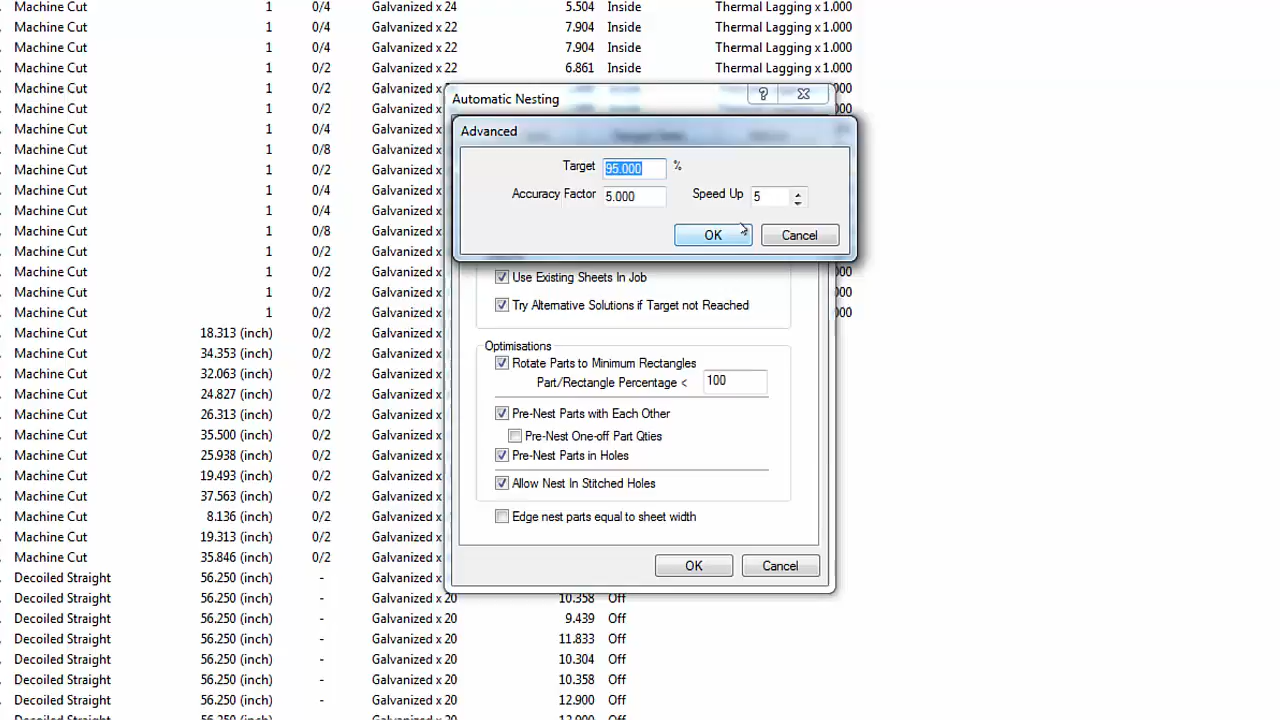 Machine Cut 1 0/4 Galvanized x 24 5.504 Inside Thermal Lagging x 1.000
Machine Cut 1 0/4 Galvanized x 22 7.904 Inside Thermal Lagging x 1.000
Machine Cut 1 0/4 Galvanized x 22 7.904 Inside Thermal Lagging x 1.000
Machine Cut 1 0/2 Galvanized x 22 6.861 Inside Thermal Lagging x 1.000
Machine Cut 1 0/2 Galvanized x
Machine Cut 1 0/2 Galvanized x
Machine Cut 1 0/4 Galvanized x
Machine Cut 1 0/8 Galvanized x
Machine Cut 1 0/2 Galvanized x
Machine Cut 1 0/4 Galvanized x
Machine Cut 1 0/4 Galvanized x
Machine Cut 1 0/8 Galvanized x
Machine Cut 1 0/2 Galvanized x
Machine Cut 1 0/2 Galvanized x
Machine Cut 1 0/2 Galvanized x
Machine Cut 1 0/2 Galvanized x
Machine Cut 18.313 (inch) 0/2 Galvanized x
Machine Cut 34.353 (inch) 0/2 Galvanized x
Machine Cut 32.063 (inch) 0/2 Galvanized x
Machine Cut 24.827 (inch) 0/2 Galvanized x
Machine Cut 26.313 (inch) 0/2 Galvanized x
Machine Cut 35.500 (inch) 0/2 Galvanized x
Machine Cut 25.938 (inch) 0/2 Galvanized x
Machine Cut 19.493 (inch) 0/2 Galvanized x
Machine Cut 37.563 (inch) 0/2 Galvanized x
Machine Cut 8.136 (inch) 0/2 Galvanized x
Machine Cut 19.313 (inch) 0/2 Galvanized x
Machine Cut 35.846 (inch) 0/2 Galvanized x
Decoiled Straight 56.250 (inch) - Galvanized x
Decoiled Straight 56.250 (inch) - Galvanized x 20 10.358 Off
Decoiled Straight 56.250 (inch) - Galvanized x 20 9.439 Off
Decoiled Straight 56.250 (inch) - Galvanized x 20 11.833 Off
Decoiled Straight 56.250 (inch) - Galvanized x 20 10.304 Off
Decoiled Straight 56.250 (inch) - Galvanized x 20 10.358 Off
Decoiled Straight 56.250 (inch) - Galvanized x 20 12.900 Off
Decoiled Straight 56.250 (inch) - Galvanized x 20 12.900 Off
Automatic Nesting
Advanced
Target 95.000 %
Accuracy Factor 5.000 Speed Up 5
OK Cancel
Use Existing Sheets In Job
Try Alternative Solutions if Target not Reached
Optimisations
Rotate Parts to Minimum Rectangles
Part/Rectangle Percentage < 100
Pre-Nest Parts with Each Other
Pre-Nest One-off Part Qties
Pre-Nest Parts in Holes
Allow Nest In Stitched Holes
Edge nest parts equal to sheet width
OK Cancel